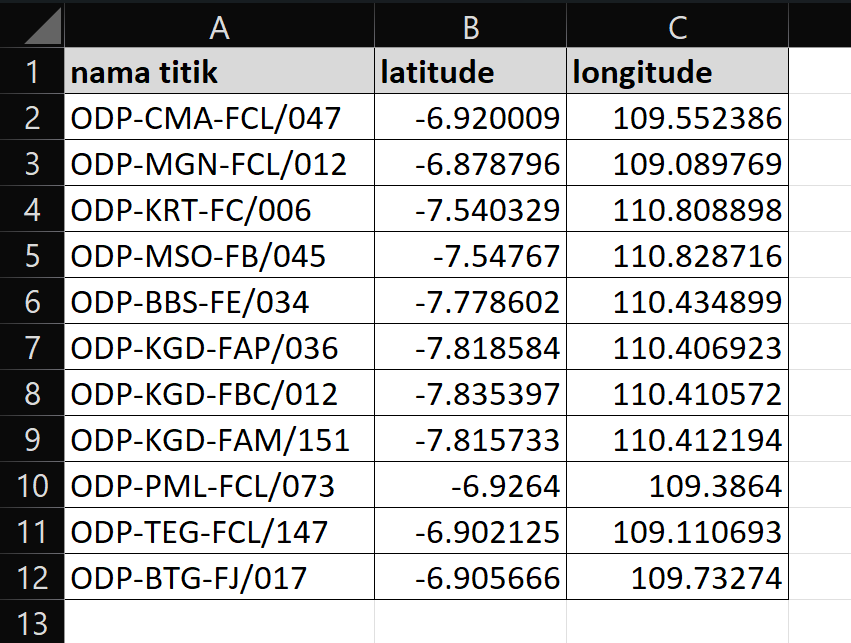 A B C
1 nama titik latitude longitude
2 ODP-CMA-FCL/047 -6.920009 109.552386
3 ODP-MGN-FCL/012 -6.878796 109.089769
4 ODP-KRT-FC/006 -7.540329 110.808898
5 ODP-MSO-FB/045 -7.54767 110.828716
6 ODP-BBS-FE/034 -7.778602 110.434899
7 ODP-KGD-FAP/036 -7.818584 110.406923
8 ODP-KGD-FBC/012 -7.835397 110.410572
9 ODP-KGD-FAM/151 -7.815733 110.412194
10 ODP-PML-FCL/073 -6.9264 109.3864
11 ODP-TEG-FCL/147 -6.902125 109.110693
12 ODP-BTG-FJ/017 -6.905666 109.73274
13